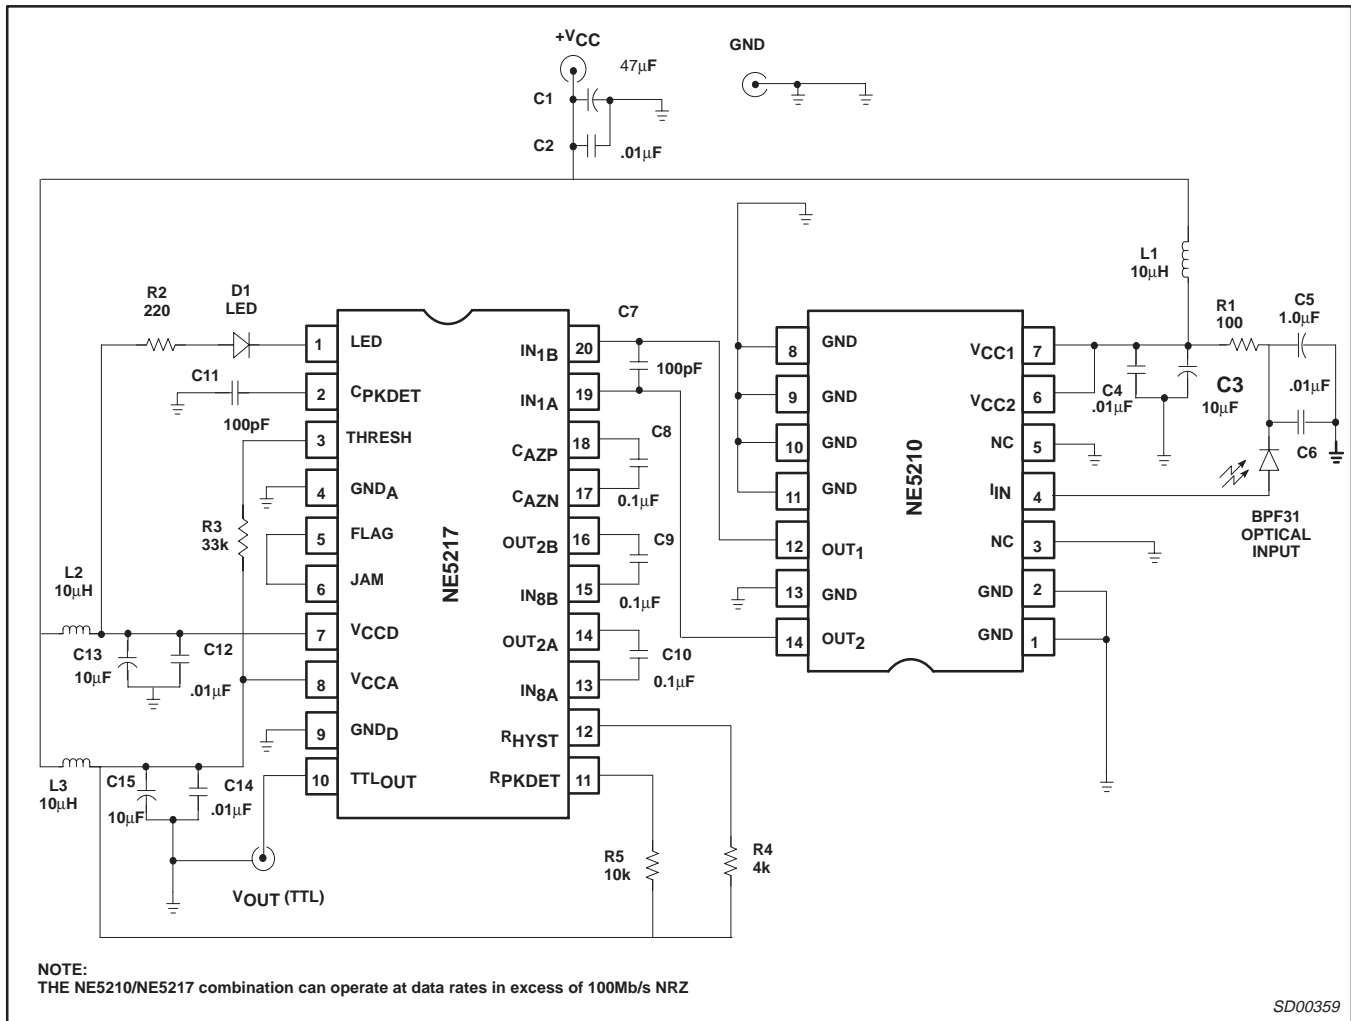 +VCC
GND
47µF
C1
C2
.01µF
L1
10µH
R2
220
D1
LED
C7
R1
100
C5
1.0µF
1
LED
IN1B
20
8
GND
VCC1
7
C11
100pF
C4
.01µF
C3
10µF
.01µF
2
CPKDET
IN1A
19
9
GND
VCC2
6
100pF
3
THRESH
CAZP
18
C8
10
GND
NC
5
C6
4
GNDA
CAZN
17
0.1µF
11
GND
IIN
4
R3
33k
5
FLAG
NE5217
OUT2B
16
C9
12
OUT1
NE5210
NC
3
BPF31
OPTICAL
INPUT
L2
10µH
6
JAM
IN8B
15
0.1µF
13
GND
GND
2
7
VCCD
OUT2A
14
14
OUT2
GND
1
C13
10µF
C12
.01µF
C10
0.1µF
8
VCCA
IN8A
13
9
GNDD
RHYST
12
L3
10µH
C15
10µF
C14
.01µF
10
TTLOUT
RPKDET
11
R5
10k
R4
4k
VOUT (TTL)
NOTE:
THE NE5210/NE5217 combination can operate at data rates in excess of 100Mb/s NRZ
SD00359